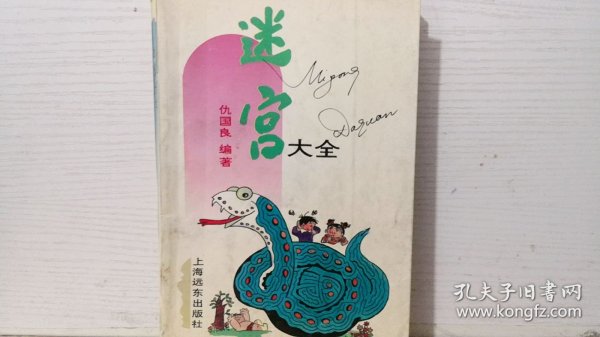 迷宫
大全
Migong
Daquan
仇国良 编著
上海远东出版社
孔夫子旧书网
www.kongfz.com